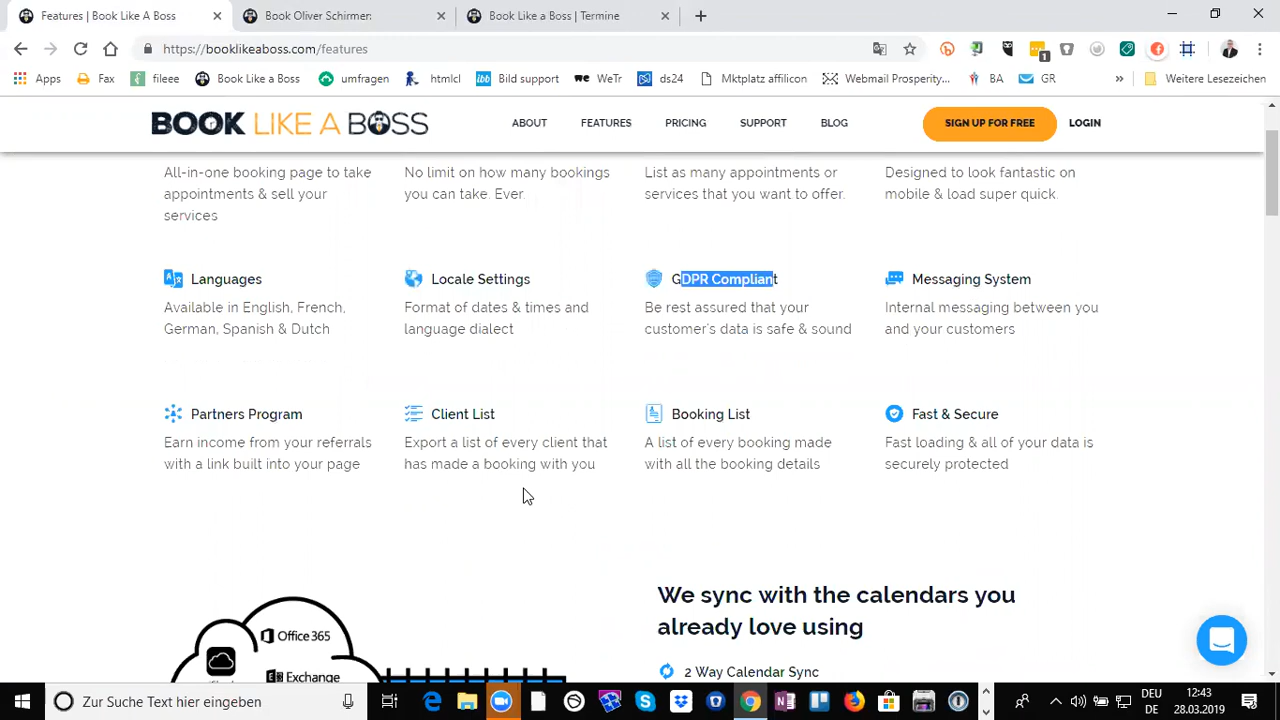 Features | Book Like A Boss
Book Oliver Schirmer
Book Like a Boss | Termine
https://booklikeaboss.com/features
Apps
Fax
fileee
Book Like a Boss
umfragen
htmlcl
ibb
Bild support
WeTr
ds24
Mktplatz affilicon
Webmail Prosperity...
BA
GR
»
Weitere Lesezeichen
BOOK LIKE A BOSS
ABOUT
FEATURES
PRICING
SUPPORT
BLOG
SIGN UP FOR FREE
LOGIN
All-in-one booking page to take
appointments & sell your
services
No limit on how many bookings
you can take. Ever.
List as many appointments or
services that you want to offer.
Designed to look fantastic on
mobile & load super quick.
Languages
Available in English, French,
German, Spanish & Dutch
Locale Settings
Format of dates & times and
language dialect
GDPR Compliant
Be rest assured that your
customer's data is safe & sound
Messaging System
Internal messaging between you
and your customers
Partners Program
Earn income from your referrals
with a link built into your page
Client List
Export a list of every client that
has made a booking with you
Booking List
A list of every booking made
with all the booking details
Fast & Secure
Fast loading & all of your data is
securely protected
Office 365
Exchange
We sync with the calendars you
already love using
2 Way Calendar Sync
Zur Suche Text hier eingeben
DEU
DE
12:43
28.03.2019